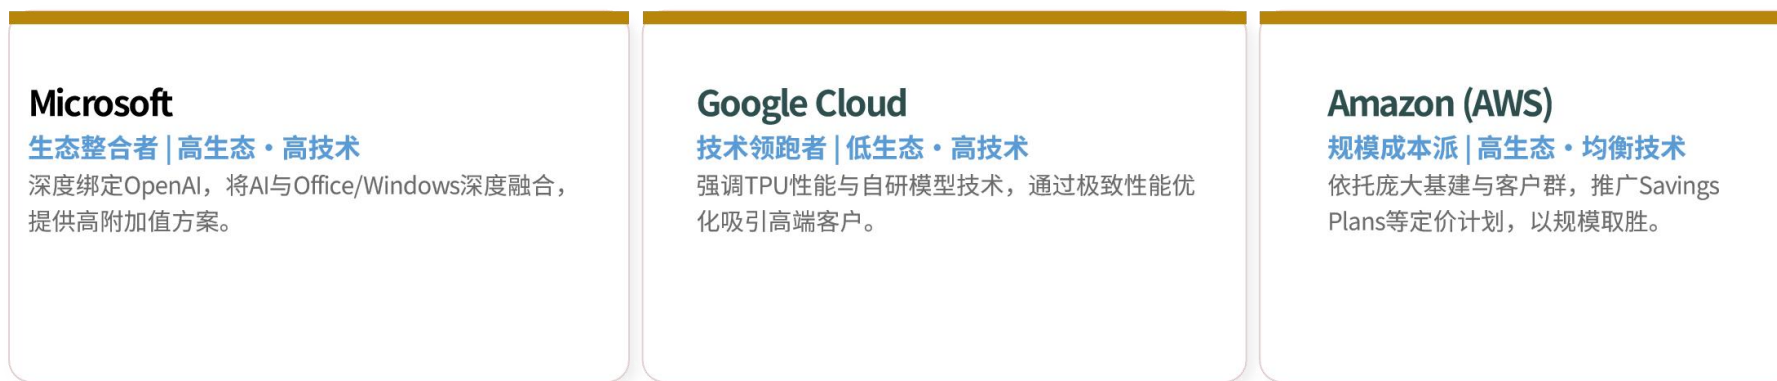 Microsoft
生态整合者 | 高生态·高技术
深度绑定OpenAI，将AI与Office/Windows深度融合，
提供高附加值方案。
Google Cloud
技术领跑者 | 低生态·高技术
强调TPU性能与自研模型技术，通过极致性能优
化吸引高端客户。
Amazon (AWS)
规模成本派 | 高生态·均衡技术
依托庞大基建与客户群，推广Savings
Plans等定价计划，以规模取胜。